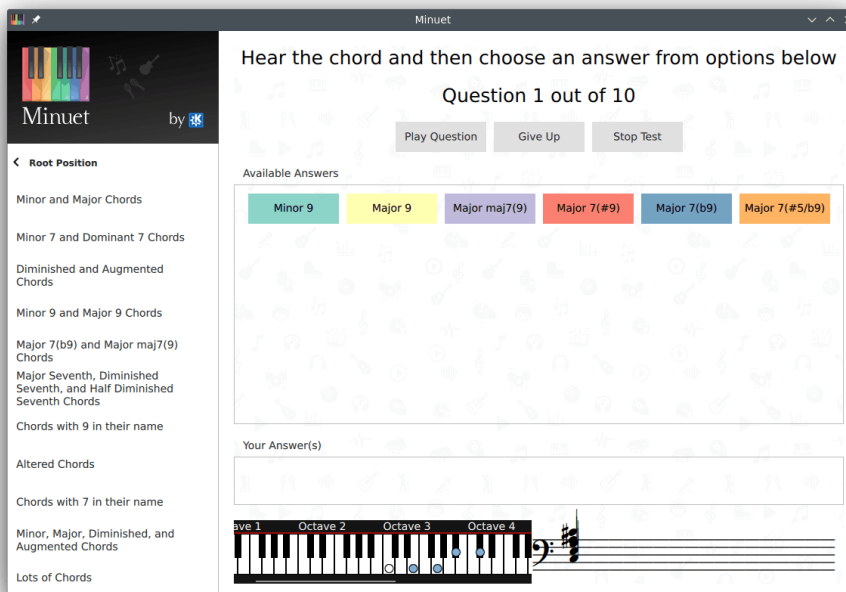 Minuet
Hear the chord and then choose an answer from options below
Question 1 out of 10
Play Question Give Up Stop Test
Minuet by
Root Position
Minor and Major Chords
Minor 7 and Dominant 7 Chords
Diminished and Augmented
Chords
Minor 9 and Major 9 Chords
Major 7(b9) and Major maj7(9)
Chords
Major Seventh, Diminished
Seventh, and Half Diminished
Seventh Chords
Chords with 9 in their name
Altered Chords
Chords with 7 in their name
Minor, Major, Diminished, and
Augmented Chords
Lots of Chords
Available Answers
Minor 9 Major 9 Major maj7(9) Major 7(#9) Major 7(b9) Major 7(#5/b9)
Your Answer(s)
ave 1 Octave 2 Octave 3 Octave 4